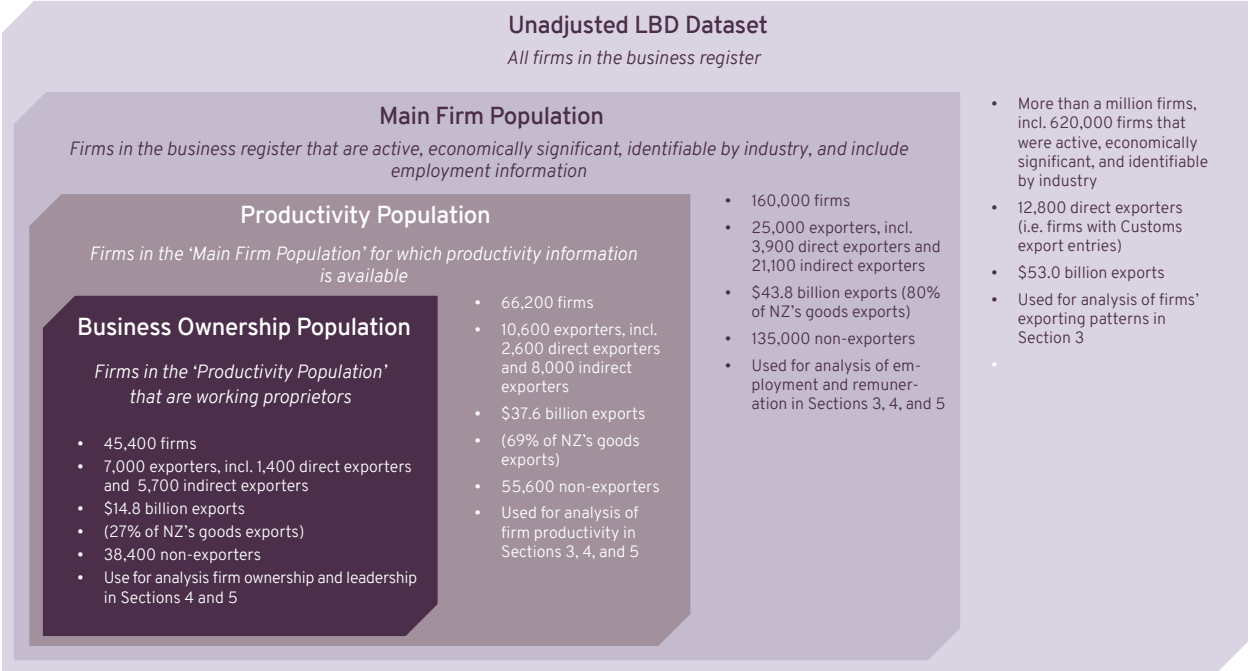 Unadjusted LBD Dataset
All firms in the business register
Main Firm Population
Firms in the business register that are active, economically significant, identifiable by industry, and include
employment information
Productivity Population
Firms in the ‘Main Firm Population’ for which productivity information
is available
Business Ownership Population
Firms in the ‘Productivity Population’
that are working proprietors
• 45,400 firms
• 7,000 exporters, incl. 1,400 direct exporters
and 5,700 indirect exporters
• $14.8 billion exports
• (27% of NZ’s goods exports)
• 38,400 non-exporters
• Use for analysis firm ownership and leadership
in Sections 4 and 5
• 66,200 firms
• 10,600 exporters, incl.
2,600 direct exporters
and 8,000 indirect
exporters
• $37.6 billion exports
• (69% of NZ’s goods
exports)
• 55,600 non-exporters
• Used for analysis of
firm productivity in
Sections 3, 4, and 5
• 160,000 firms
• 25,000 exporters, incl.
3,900 direct exporters and
21,100 indirect exporters
• $43.8 billion exports (80%
of NZ’s goods exports)
• 135,000 non-exporters
• Used for analysis of em-
ployment and remuner-
ation in Sections 3, 4, and 5
• More than a million firms,
incl. 620,000 firms that
were active, economically
significant, and identifiable
by industry
• 12,800 direct exporters
(i.e. firms with Customs
export entries)
• $53.0 billion exports
• Used for analysis of firms’
exporting patterns in
Section 3
•